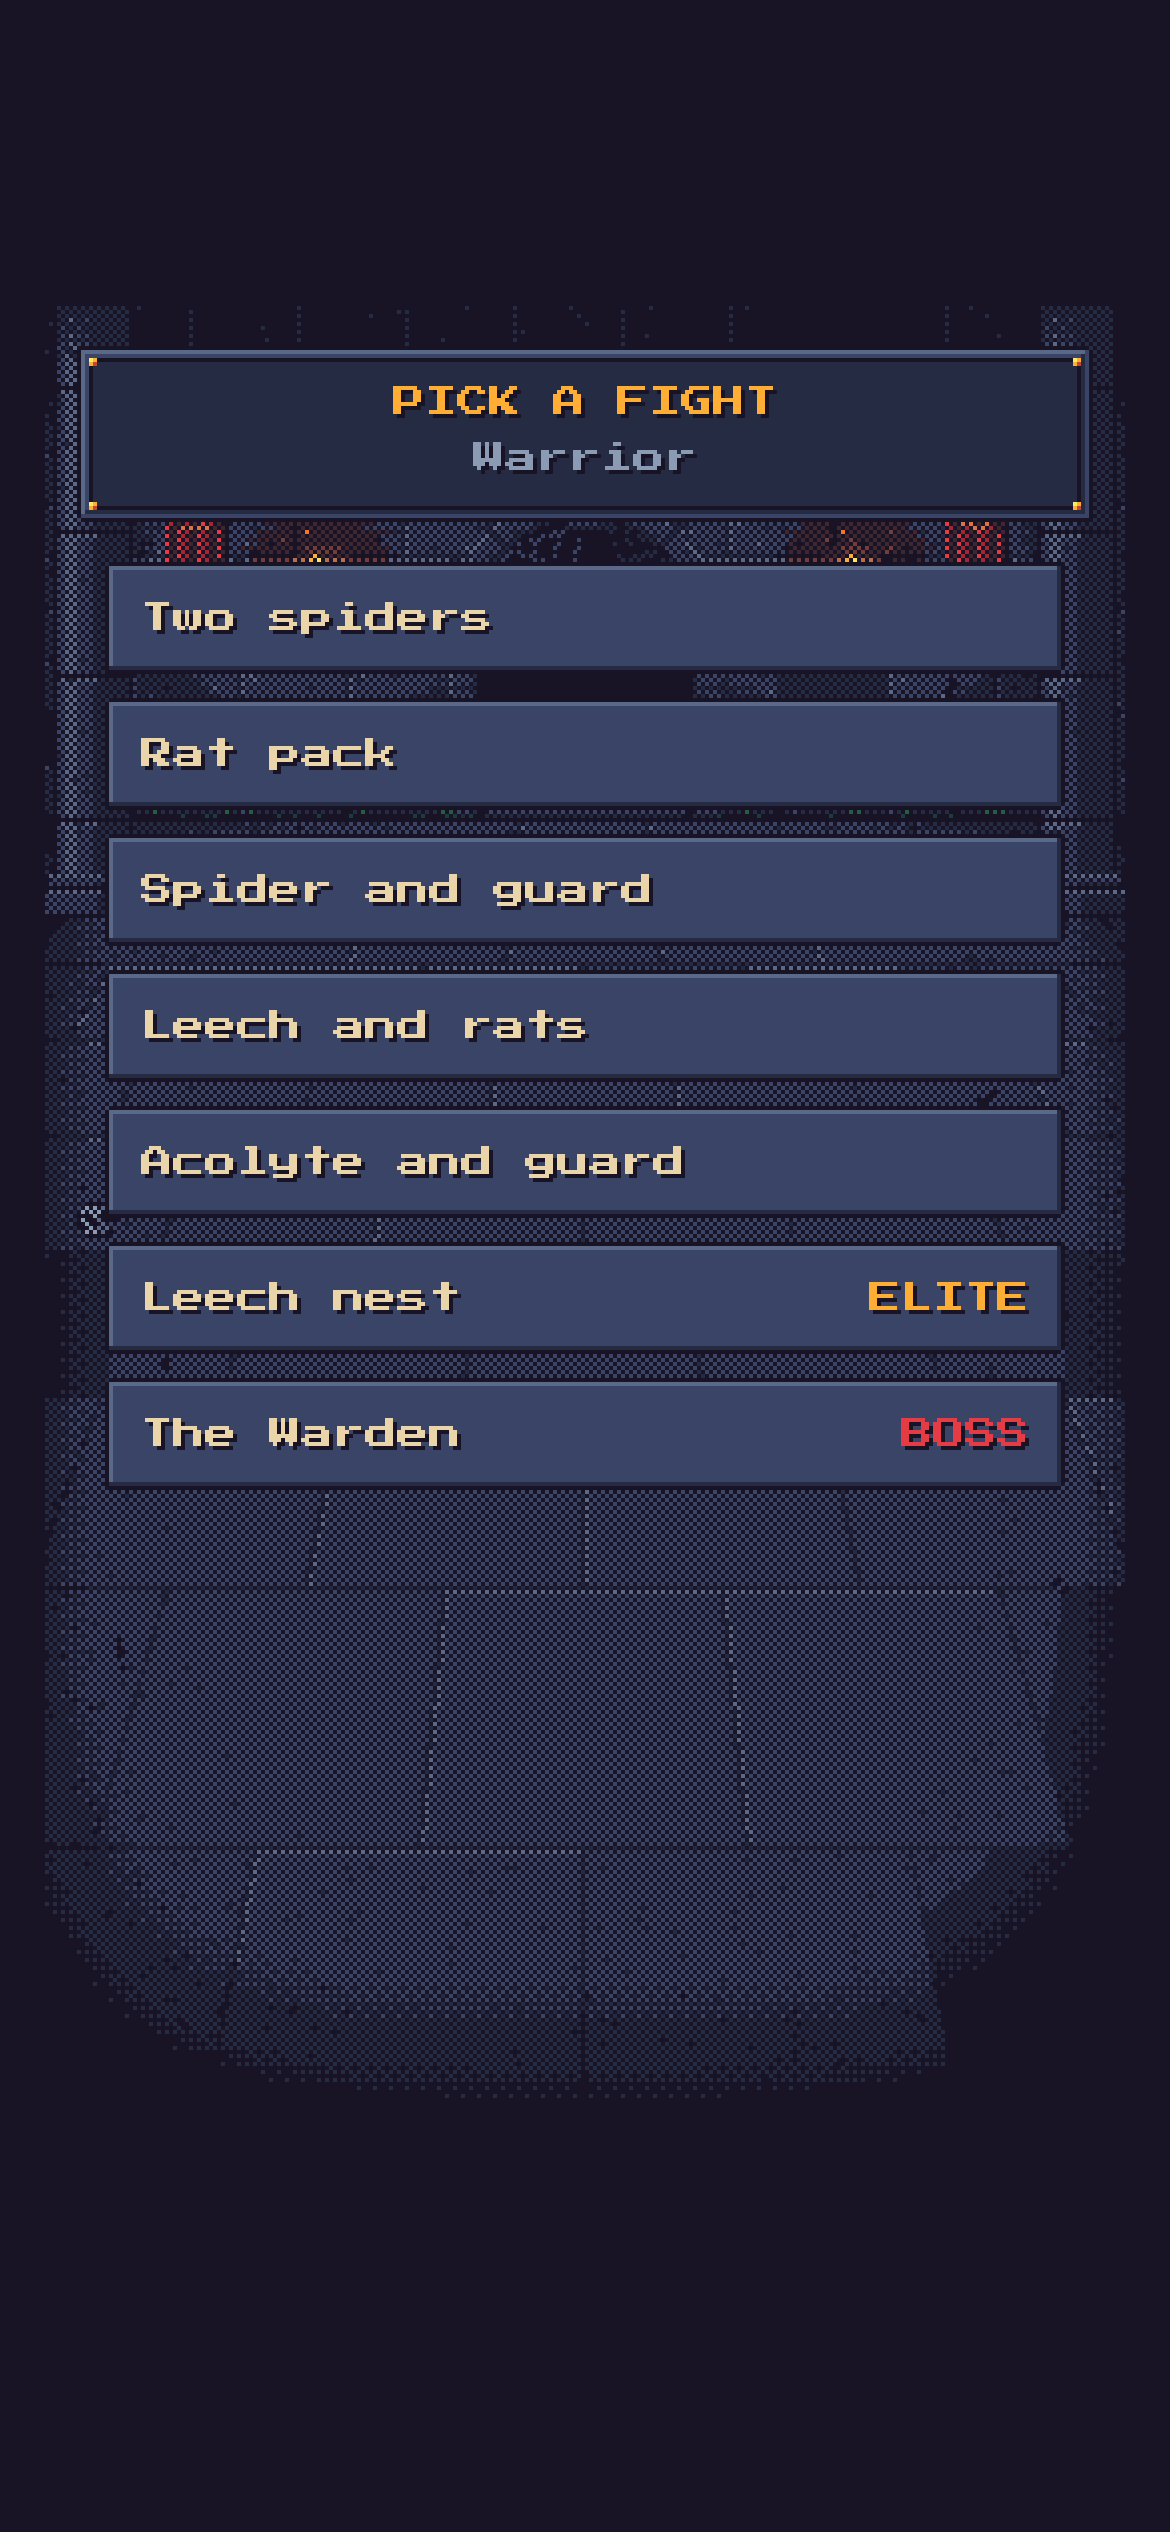 PICK A FIGHT
Warrior
Two spiders
Rat pack
Spider and guard
Leech and rats
Acolyte and guard
Leech nest ELITE
The Warden BOSS